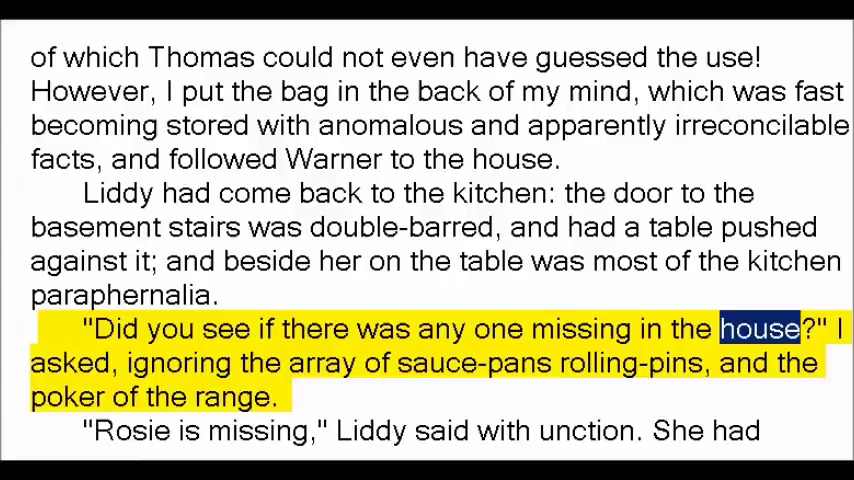 of which Thomas could not even have guessed the use!
However, I put the bag in the back of my mind, which was fast
becoming stored with anomalous and apparently irreconcilable
facts, and followed Warner to the house.
Liddy had come back to the kitchen: the door to the
basement stairs was double-barred, and had a table pushed
against it; and beside her on the table was most of the kitchen
paraphernalia.
"Did you see if there was any one missing in the house?" I
asked, ignoring the array of sauce-pans rolling-pins, and the
poker of the range.
"Rosie is missing," Liddy said with unction. She had